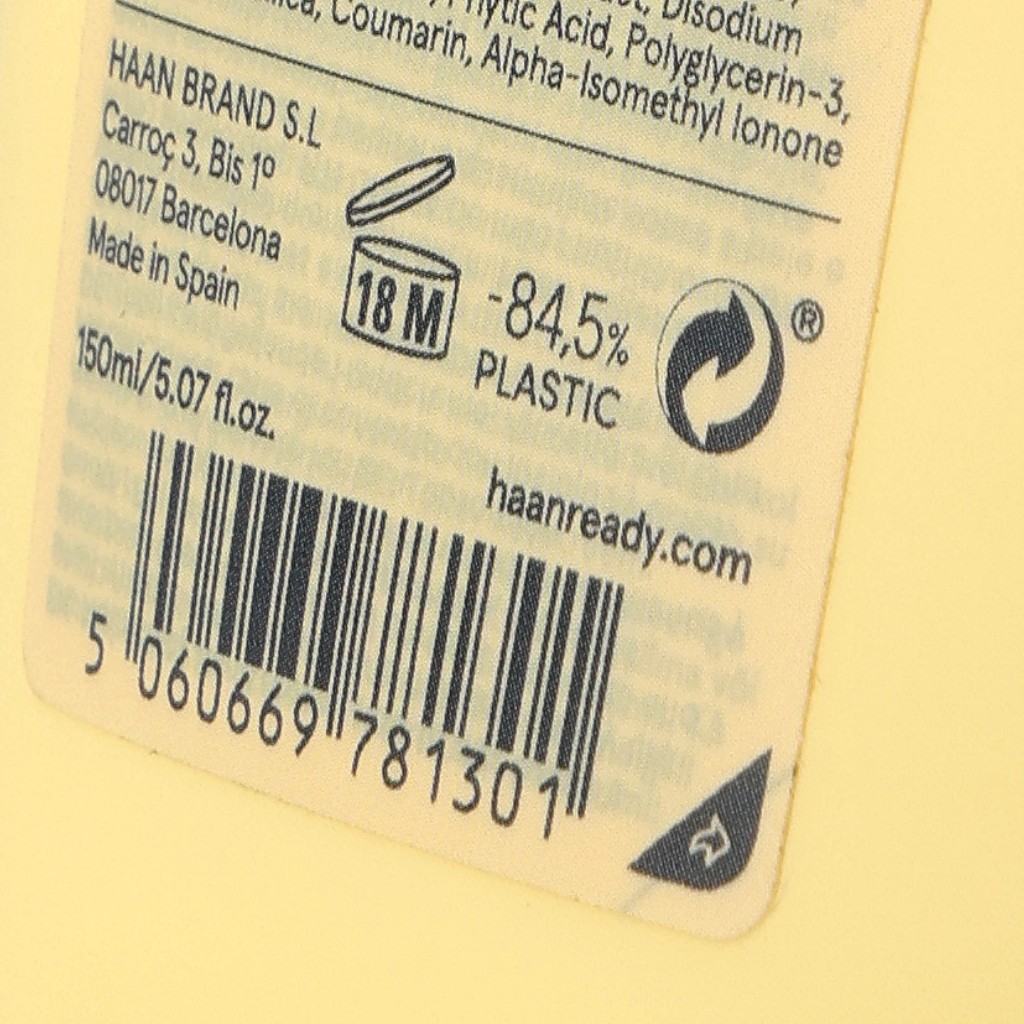 Disodium
Phytic Acid, Polyglycerin-3,
Coumarin, Alpha-Isomethyl Ionone
HAAN BRAND S.L
Carroç 3, Bis 1º
08017 Barcelona
Made in Spain
18 M
-84,5%
PLASTIC
®
150ml/5.07 fl.oz.
haanready.com
5 060669 781301